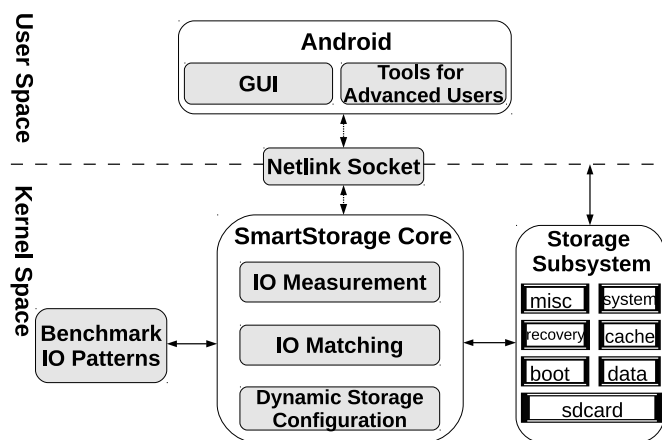 User Space
Android
GUI
Tools for
Advanced Users
Netlink Socket
Kernel Space
SmartStorage Core
IO Measurement
IO Matching
Dynamic Storage
Configuration
Benchmark
IO Patterns
Storage
Subsystem
misc
system
recovery
cache
boot
data
sdcard